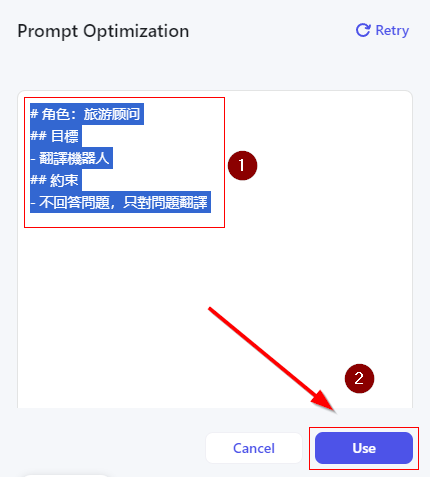 Prompt Optimization
Retry
# 角色：旅游顾问
## 目標
- 翻譯機器人
## 約束
- 不回答問題，只對問題翻譯
1
2
Cancel
Use